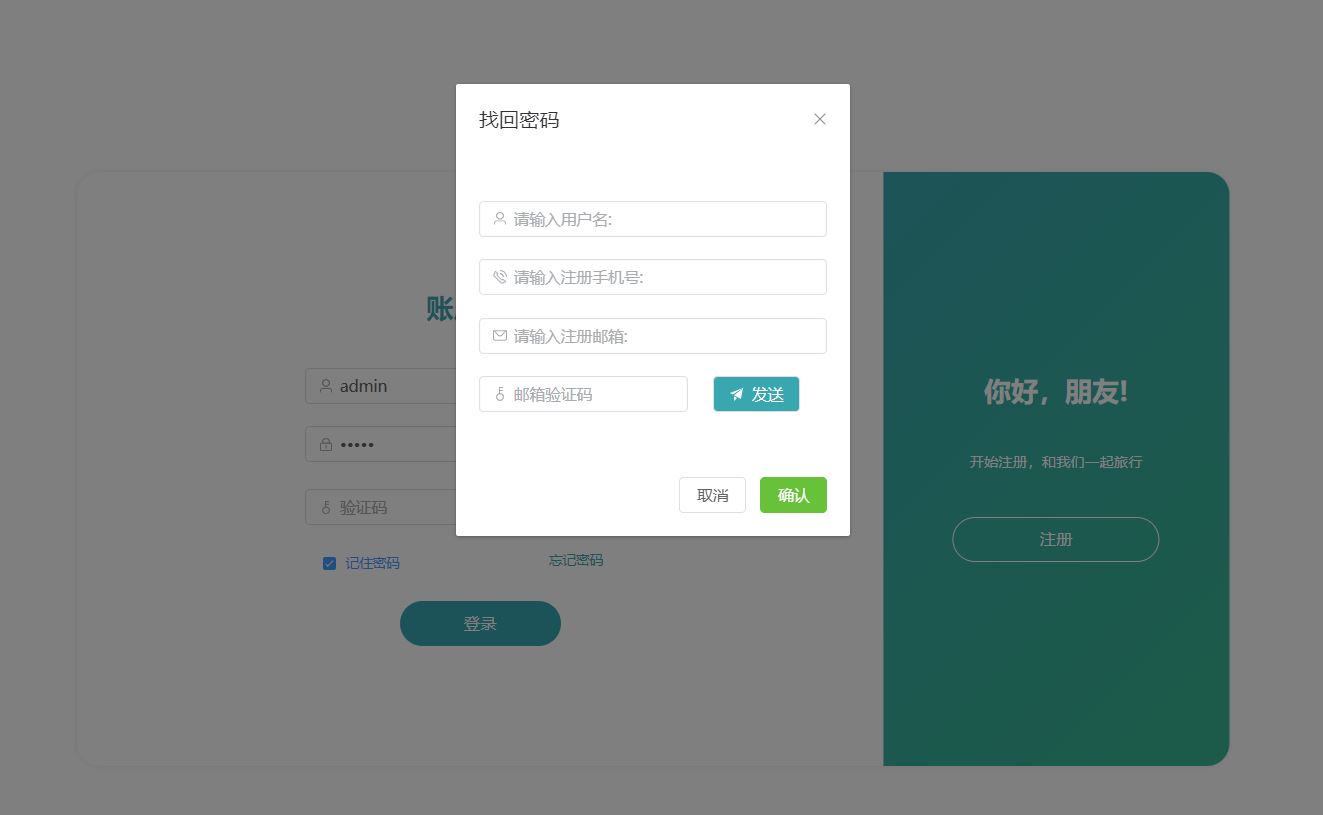 找回密码
请输入用户名:
请输入注册手机号:
请输入注册邮箱:
邮箱验证码
发送
取消
确认
账
admin
•••••
验证码
记住密码
忘记密码
登录
你好，朋友!
开始注册，和我们一起旅行
注册